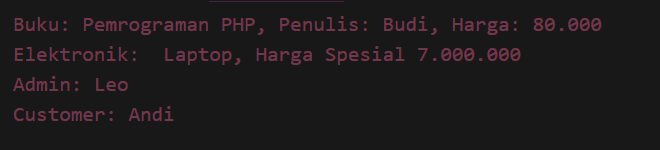 Buku: Pemrograman PHP, Penulis: Budi, Harga: 80.000
Elektronik:  Laptop, Harga Spesial 7.000.000
Admin: Leo
Customer: Andi